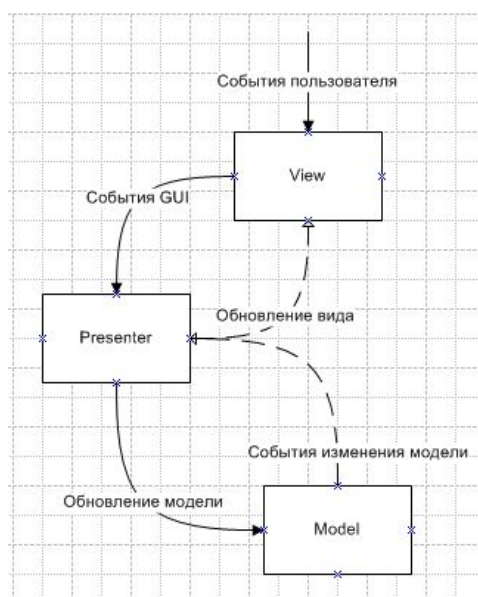 События пользователя
View
События GUI
Обновление вида
Presenter
События изменения модели
Обновление модели
Model